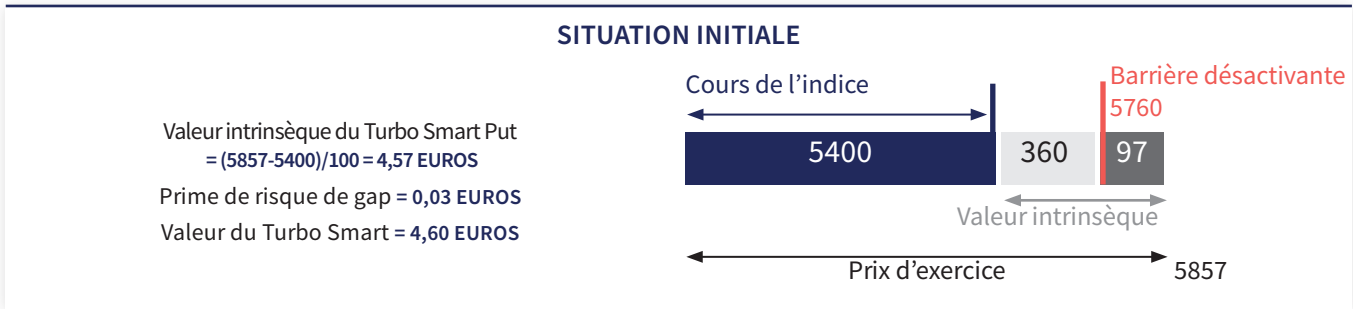 SITUATION INITIALE
Valeur intrinsèque du Turbo Smart Put
= (5857-5400)/100 = 4,57 EUROS
Prime de risque de gap = 0,03 EUROS
Valeur du Turbo Smart = 4,60 EUROS
Cours de l’indice
Barrière désactivante
5760
5400
360
97
Valeur intrinsèque
Prix d’exercice
5857